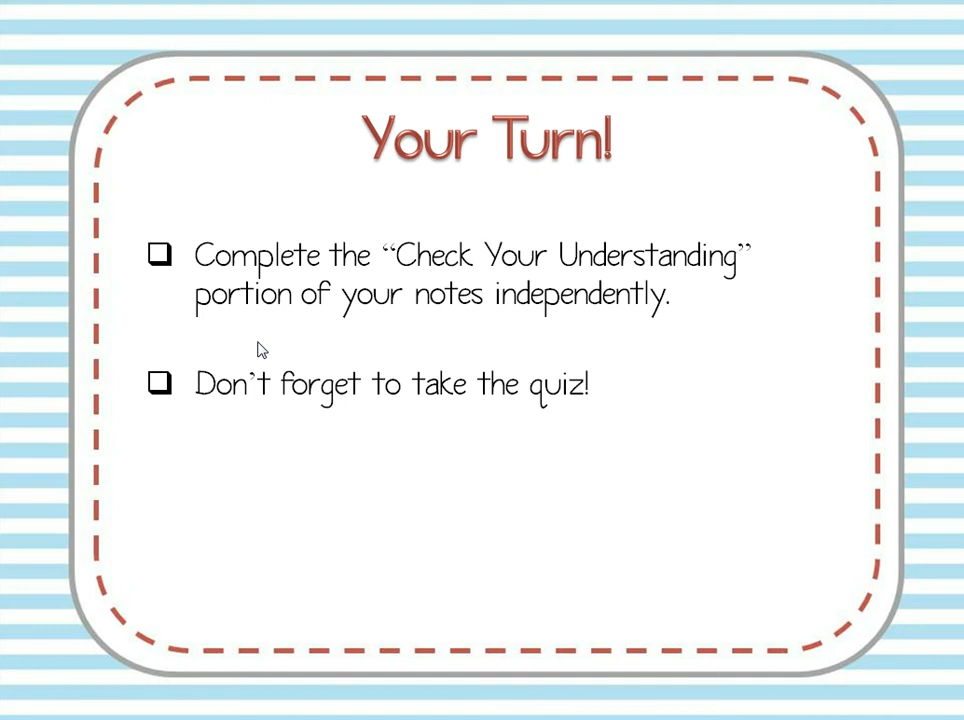 Your Turn!
Complete the “Check Your Understanding”
portion of your notes independently.
Don’t forget to take the quiz!